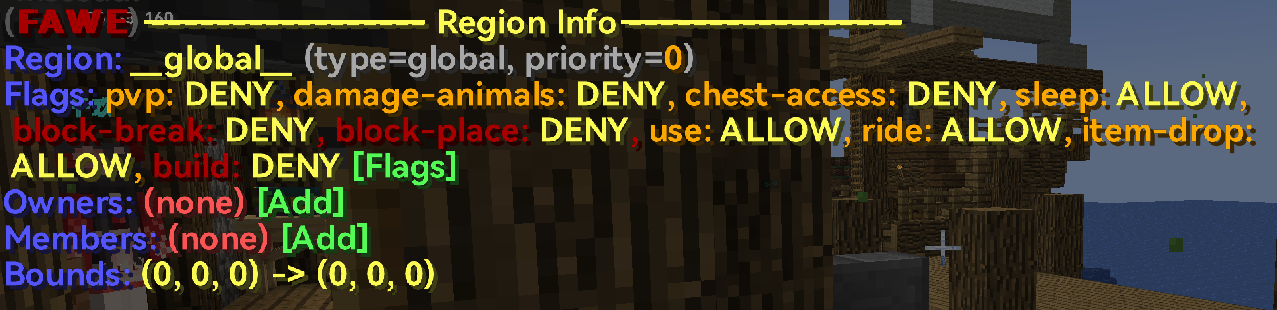 (FAWE) ———————————— Region Info ————————————
Region: __global__ (type=global, priority=0)
Flags: pvp: DENY, damage-animals: DENY, chest-access: DENY, sleep: ALLOW,
block-break: DENY, block-place: DENY, use: ALLOW, ride: ALLOW, item-drop:
ALLOW, build: DENY [Flags]
Owners: (none) [Add]
Members: (none) [Add]
Bounds: (0, 0, 0) -> (0, 0, 0)